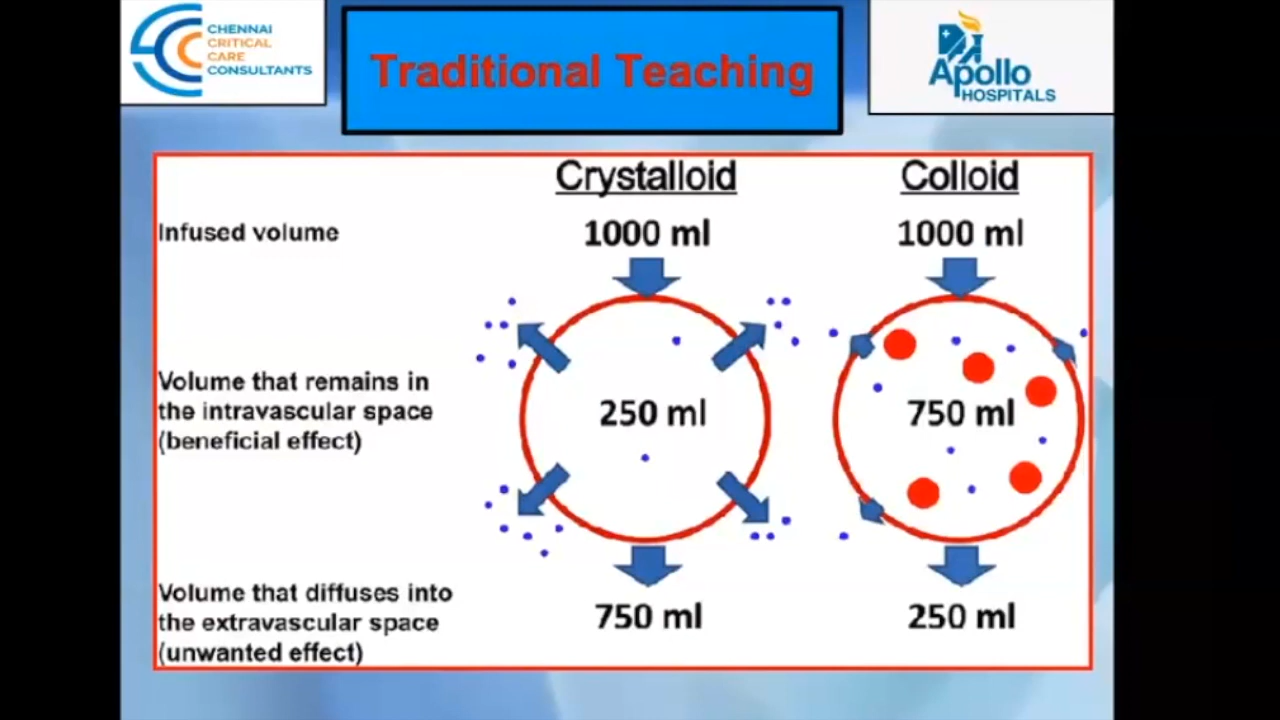 CHENNAI
CRITICAL
CARE
CONSULTANTS
Traditional Teaching
Apollo
HOSPITALS
Crystalloid
Colloid
Infused volume
1000 ml
1000 ml
Volume that remains in
the intravascular space
(beneficial effect)
250 ml
750 ml
Volume that diffuses into
the extravascular space
(unwanted effect)
750 ml
250 ml